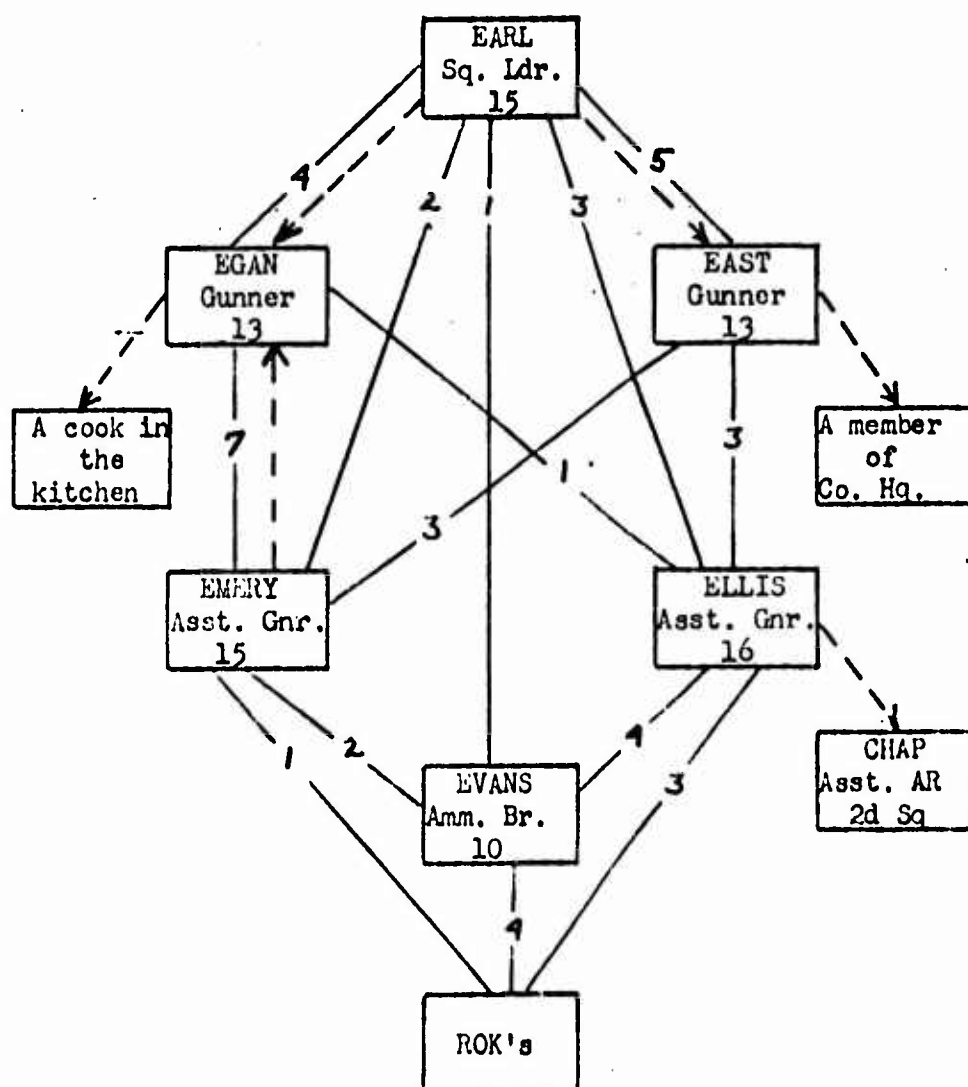 EARL
Sq. Ldr.
15
4
5
2
1
3
EGAN
Gunner
13
EAST
Gunner
13
A cook in
the
kitchen
7
3
A member
of
Co. Hq.
1
3
EMERY
Asst. Gnr.
15
ELLIS
Asst. Gnr.
16
1
2
4
3
EVANS
Amm. Br.
10
CHAP
Asst. AR
2d Sq
4
ROK's